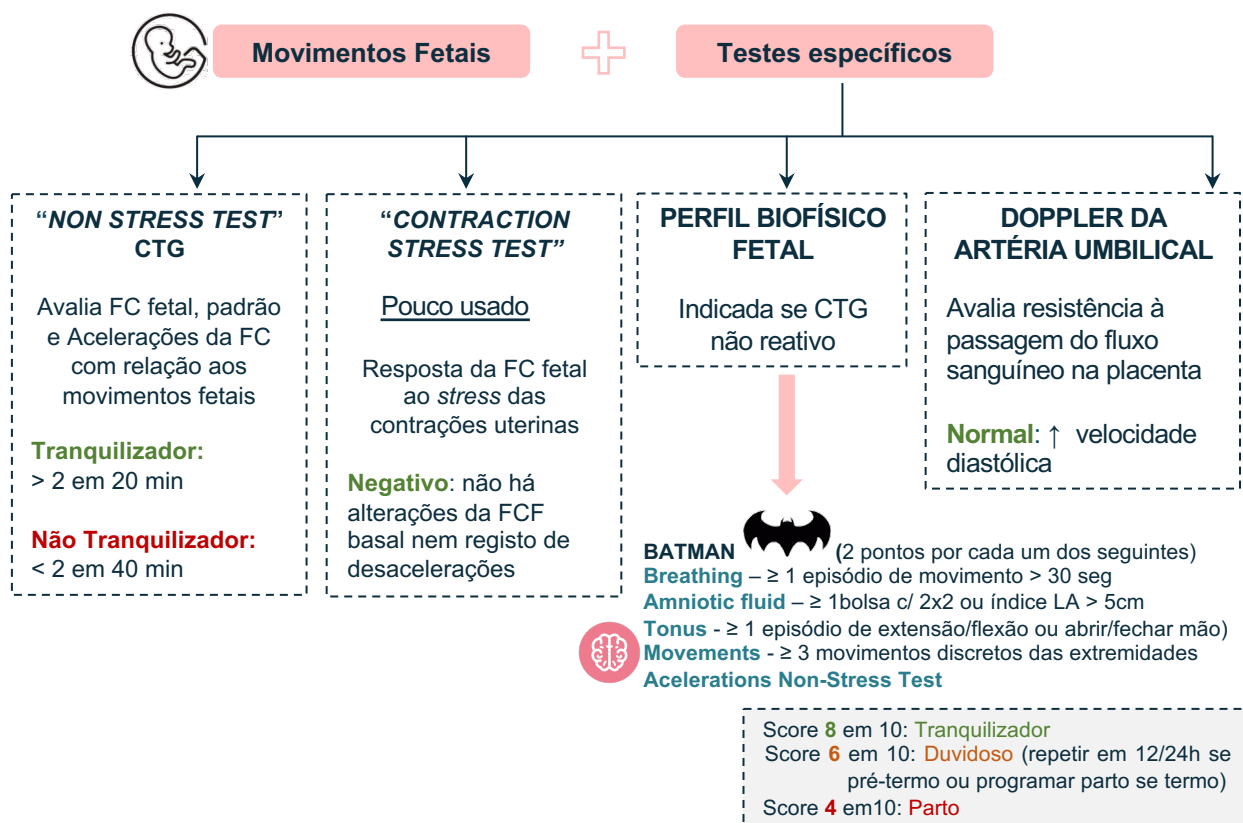 Movimentos Fetais
Testes específicos
“NON STRESS TEST”
CTG
Avalia FC fetal, padrão
e Acelerações da FC
com relação aos
movimentos fetais
Tranquilizador:
> 2 em 20 min
Não Tranquilizador:
< 2 em 40 min
“CONTRACTION
STRESS TEST”
Pouco usado
Resposta da FC fetal
ao stress das
contrações uterinas
Negativo: não há
alterações da FCF
basal nem registo de
desacelerações
PERFIL BIOFÍSICO
FETAL
Indicada se CTG
não reativo
DOPPLER DA
ARTÉRIA UMBILICAL
Avalia resistência à
passagem do fluxo
sanguíneo na placenta
Normal: ↑ velocidade
diastólica
BATMAN (2 pontos por cada um dos seguintes)
Breathing – ≥ 1 episódio de movimento > 30 seg
Amniotic fluid – ≥ 1bolsa c/ 2x2 ou índice LA > 5cm
Tonus - ≥ 1 episódio de extensão/flexão ou abrir/fechar mão)
Movements - ≥ 3 movimentos discretos das extremidades
Acelerations Non-Stress Test
Score 8 em 10: Tranquilizador
Score 6 em 10: Duvidoso (repetir em 12/24h se
pré-termo ou programar parto se termo)
Score 4 em10: Parto